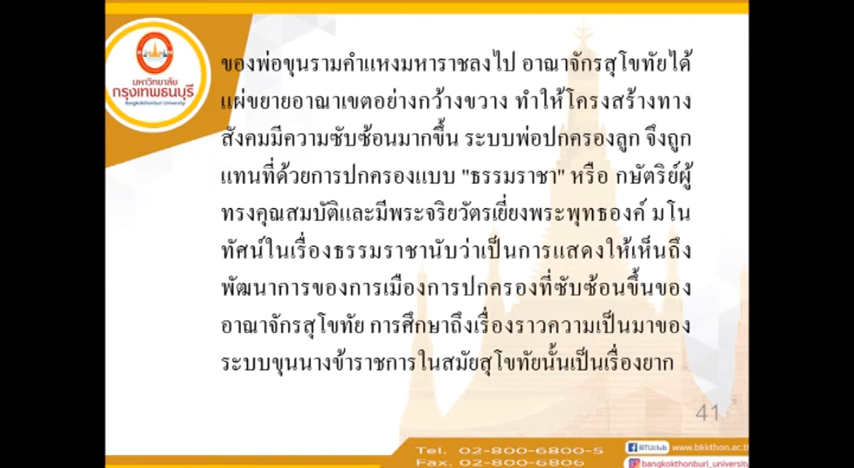 มหาวิทยาลัย
กรุงเทพธนบุรี
Bangkokthonburi University
ของพ่อขุนรามคำแหงมหาราชลงไป อาณาจักรสุโขทัยได้
แผ่ขยายอาณาเขตอย่างกว้างขวาง ทำให้โครงสร้างทาง
สังคมมีความซับซ้อนมากขึ้น ระบบพ่อปกครองลูก จึงถูก
แทนที่ด้วยการปกครองแบบ "ธรรมราชา" หรือ กษัตริย์ผู้
ทรงคุณสมบัติและมีพระจริยวัตรเยี่ยงพระพุทธองค์ มโน
ทัศน์ในเรื่องธรรมราชานับว่าเป็นการแสดงให้เห็นถึง
พัฒนาการของการเมืองการปกครองที่ซับซ้อนขึ้นของ
อาณาจักรสุโขทัย การศึกษาถึงเรื่องราวความเป็นมาของ
ระบบขุนนางข้าราชการในสมัยสุโขทัยนั้นเป็นเรื่องยาก
41
Tel. 02-800-6800-5
Fax. 02-800-6806
BTUclub www.bkkthon.ac.t
bangkokthonburi_university